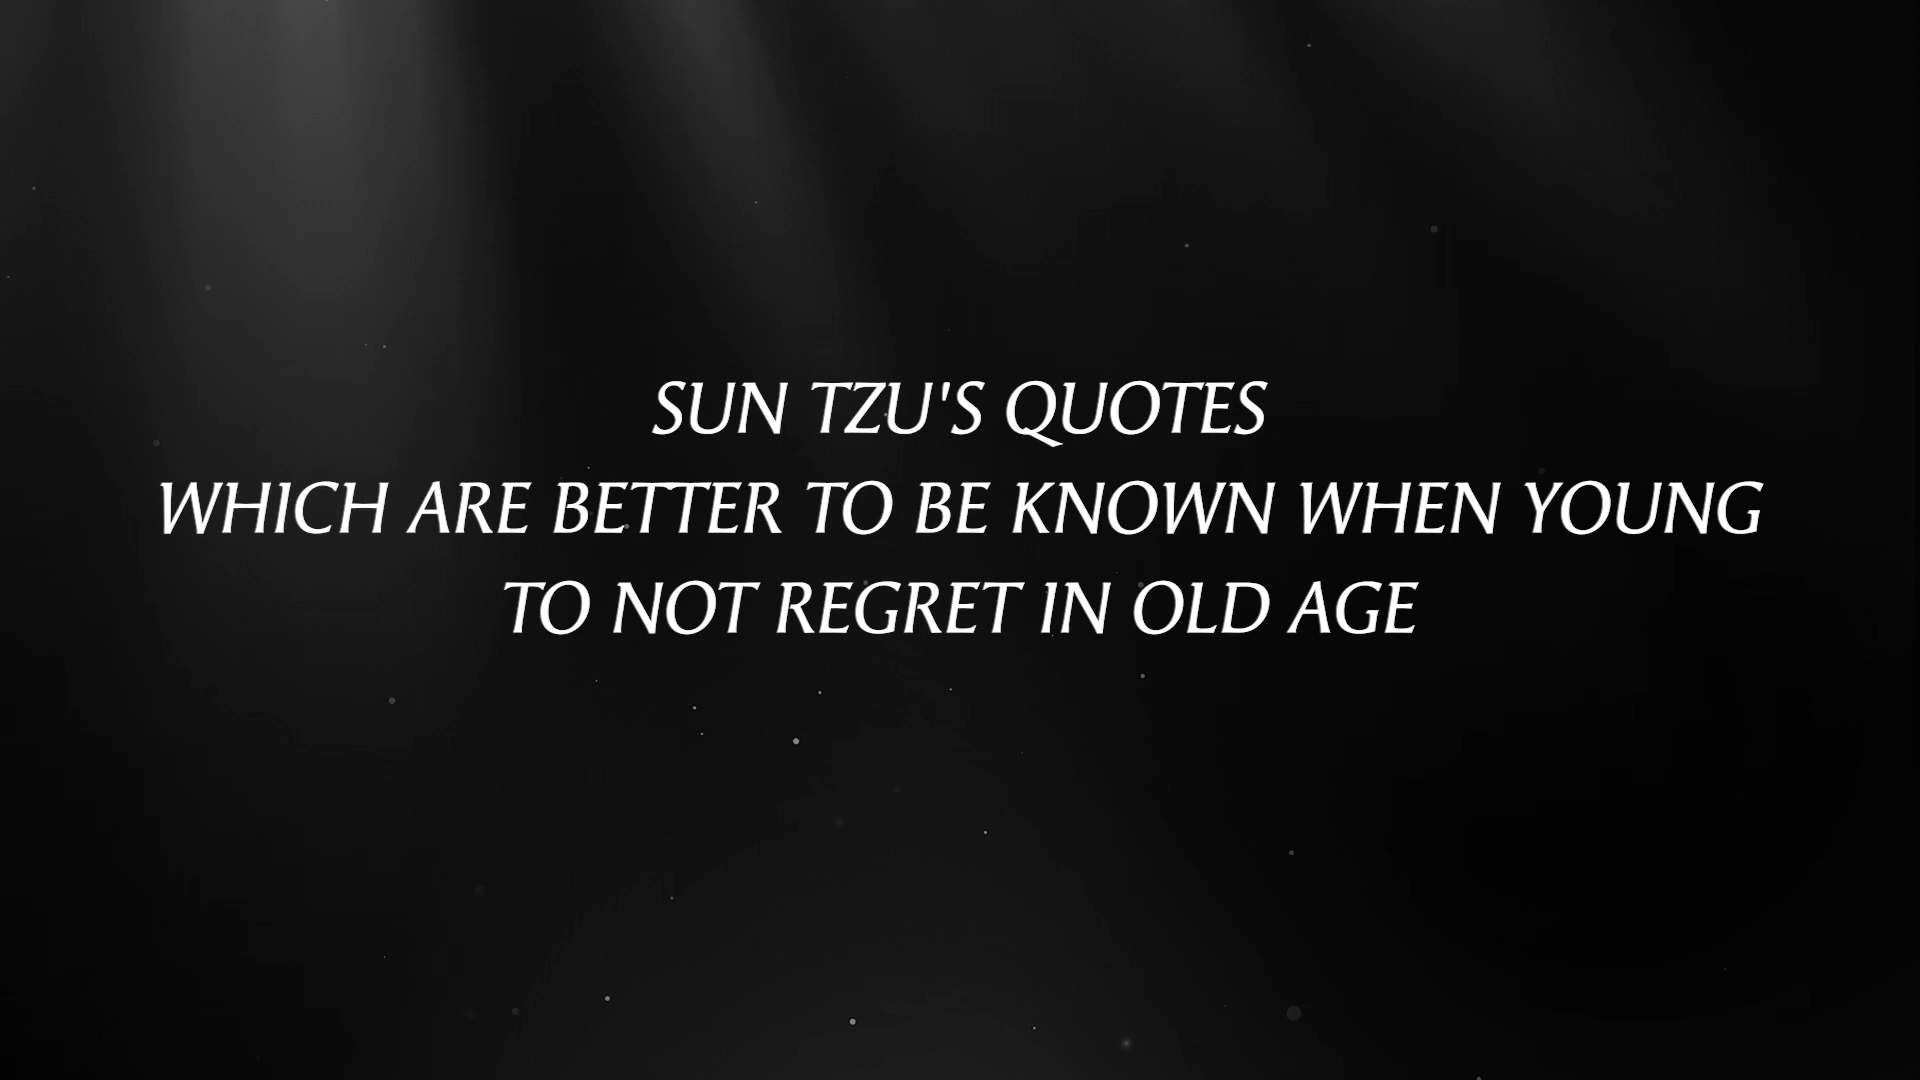 SUN TZU'S QUOTES
WHICH ARE BETTER TO BE KNOWN WHEN YOUNG
TO NOT REGRET IN OLD AGE